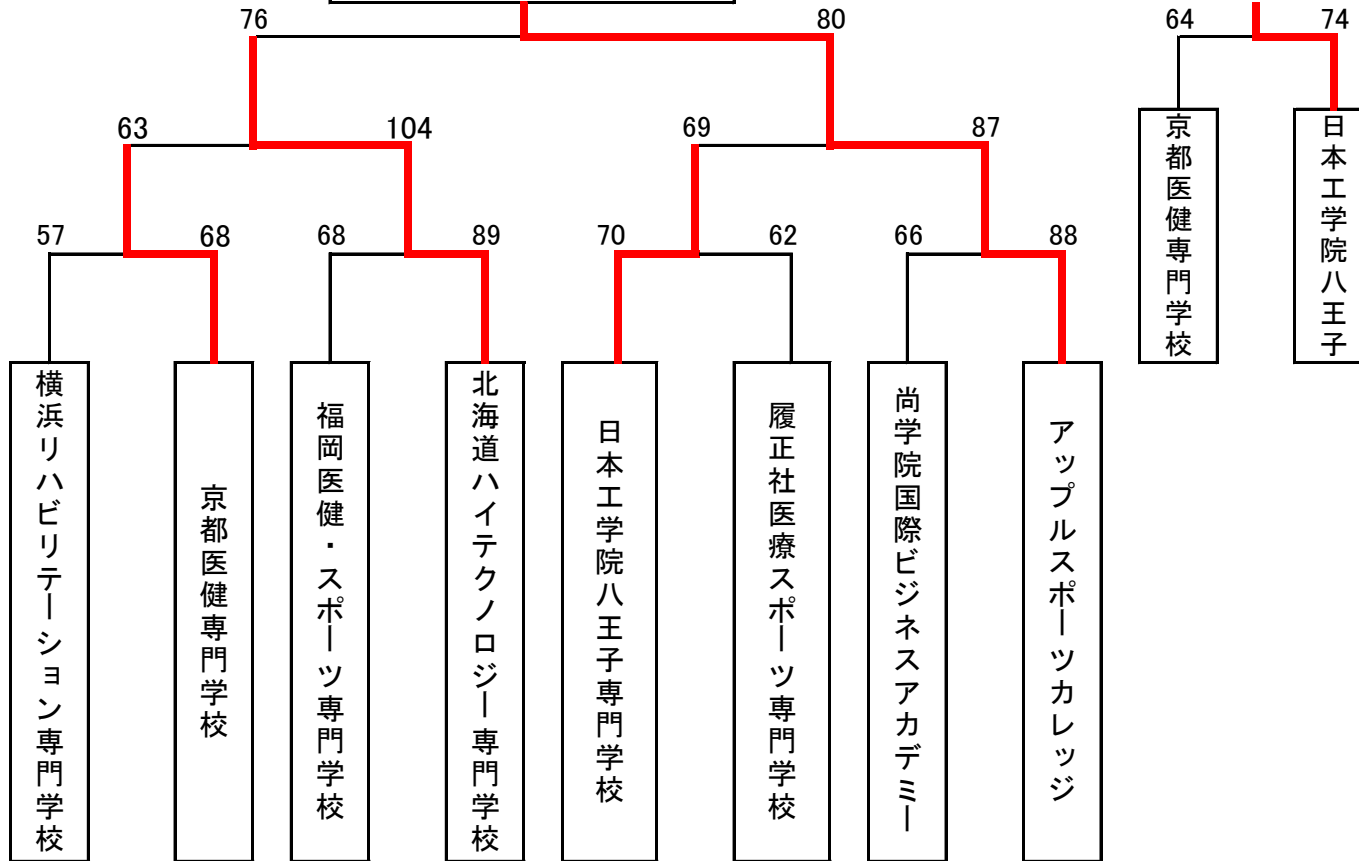 76 80 64 74
63 104 69 87
57 68 68 89 70 62 66 88
京都医健専門学校
日本工学院八王子
横浜リハビリテーション専門学校
京都医健専門学校
福岡医健・スポーツ専門学校
北海道ハイテクノロジー専門学校
日本工学院八王子専門学校
履正社医療スポーツ専門学校
尚学院国際ビジネスアカデミー
アップルスポーツカレッジ